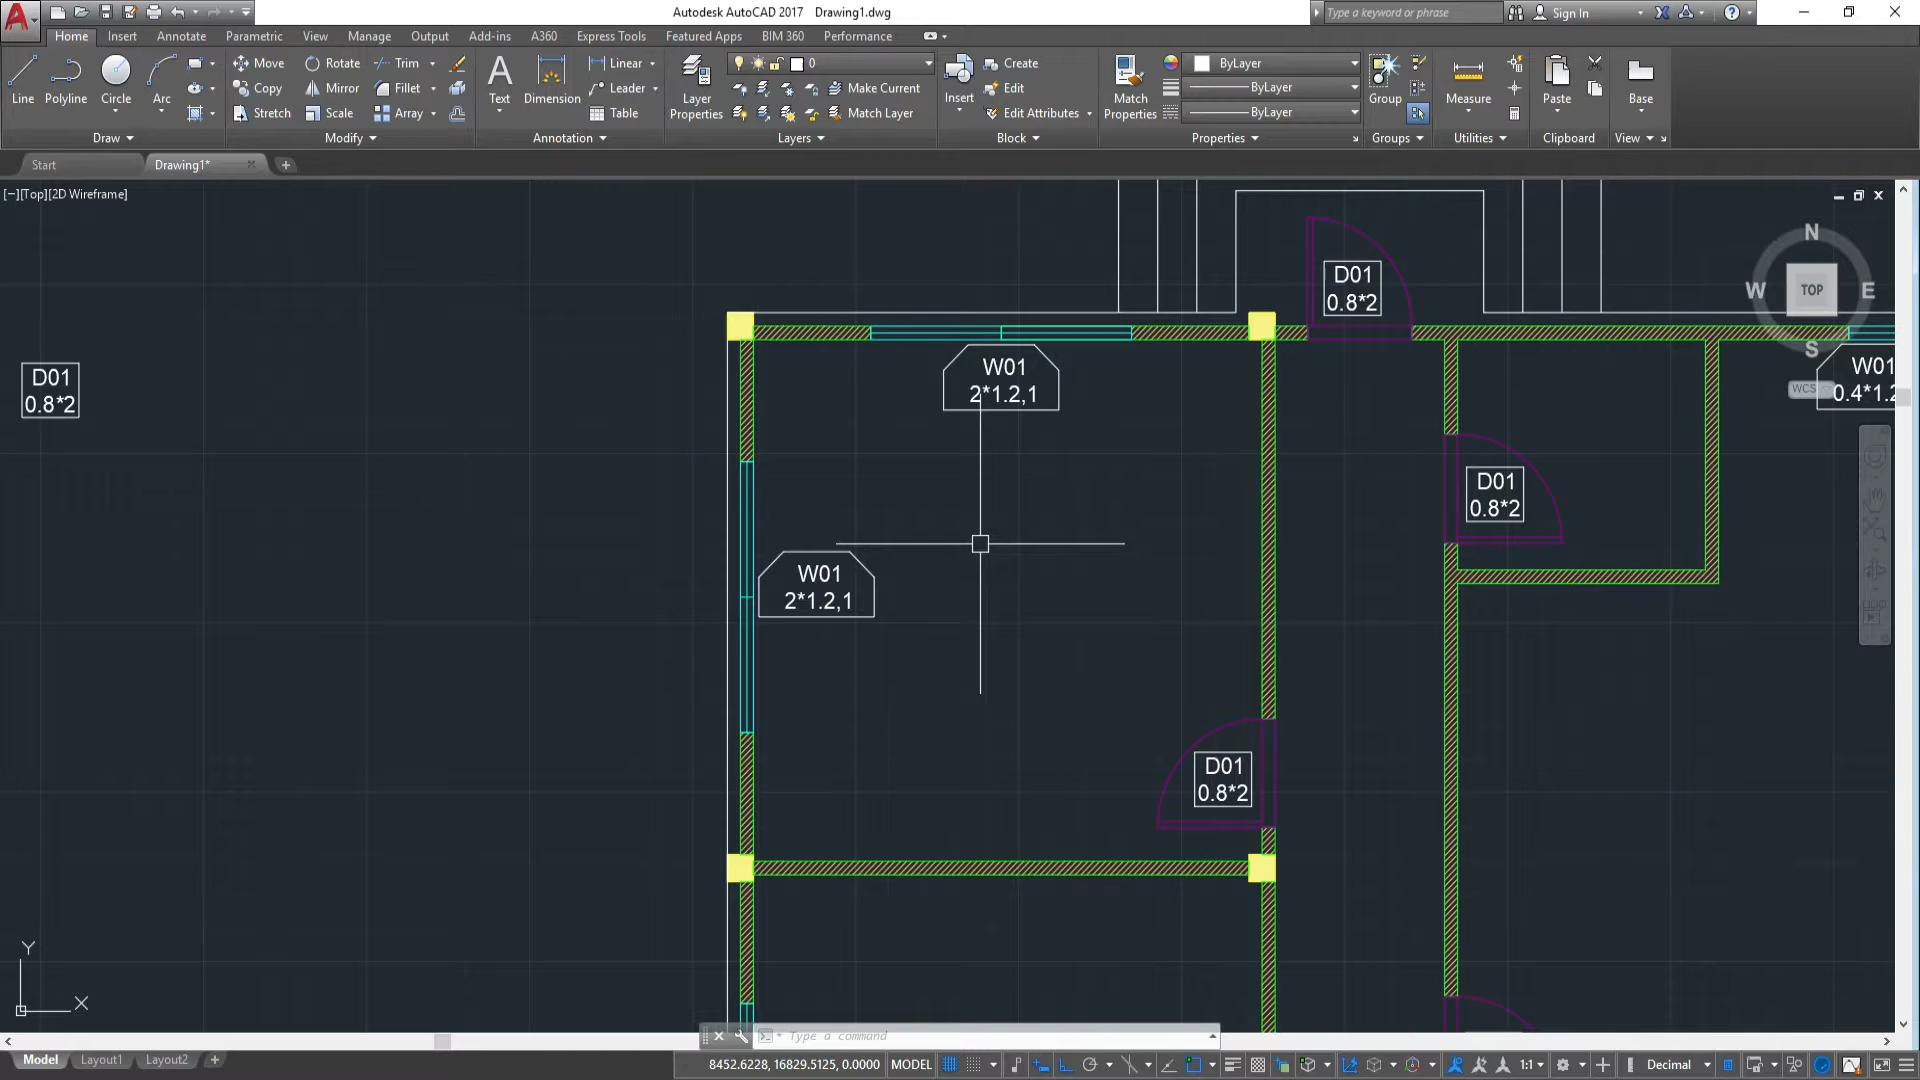 Autodesk AutoCAD 2017 Drawing1.dwg
Type a keyword or phrase
Sign In
Home Insert Annotate Parametric View Manage Output Add-ins A360 Express Tools Featured Apps BIM 360 Performance
Line Polyline Circle Arc
Draw
Move Rotate Trim
Copy Mirror Fillet
Stretch Scale Array
Modify
Text Dimension
Linear
Leader
Table
Annotation
Layer
Properties
0
Make Current
Match Layer
Layers
Insert
Create
Edit
Edit Attributes
Block
Match
Properties
ByLayer
ByLayer
ByLayer
Properties
Group
Groups
Measure
Utilities
Paste
Clipboard
Base
View
Start Drawing1*
[−][Top][2D Wireframe]
N
W TOP E
S
WCS
D01
0.8*2
D01
0.8*2
W01
2*1.2,1
W01
0.4*1.2
D01
0.8*2
W01
2*1.2,1
D01
0.8*2
Y
X
Type a command
Model Layout1 Layout2
8452.6228, 16829.5125, 0.0000 MODEL
1:1
Decimal